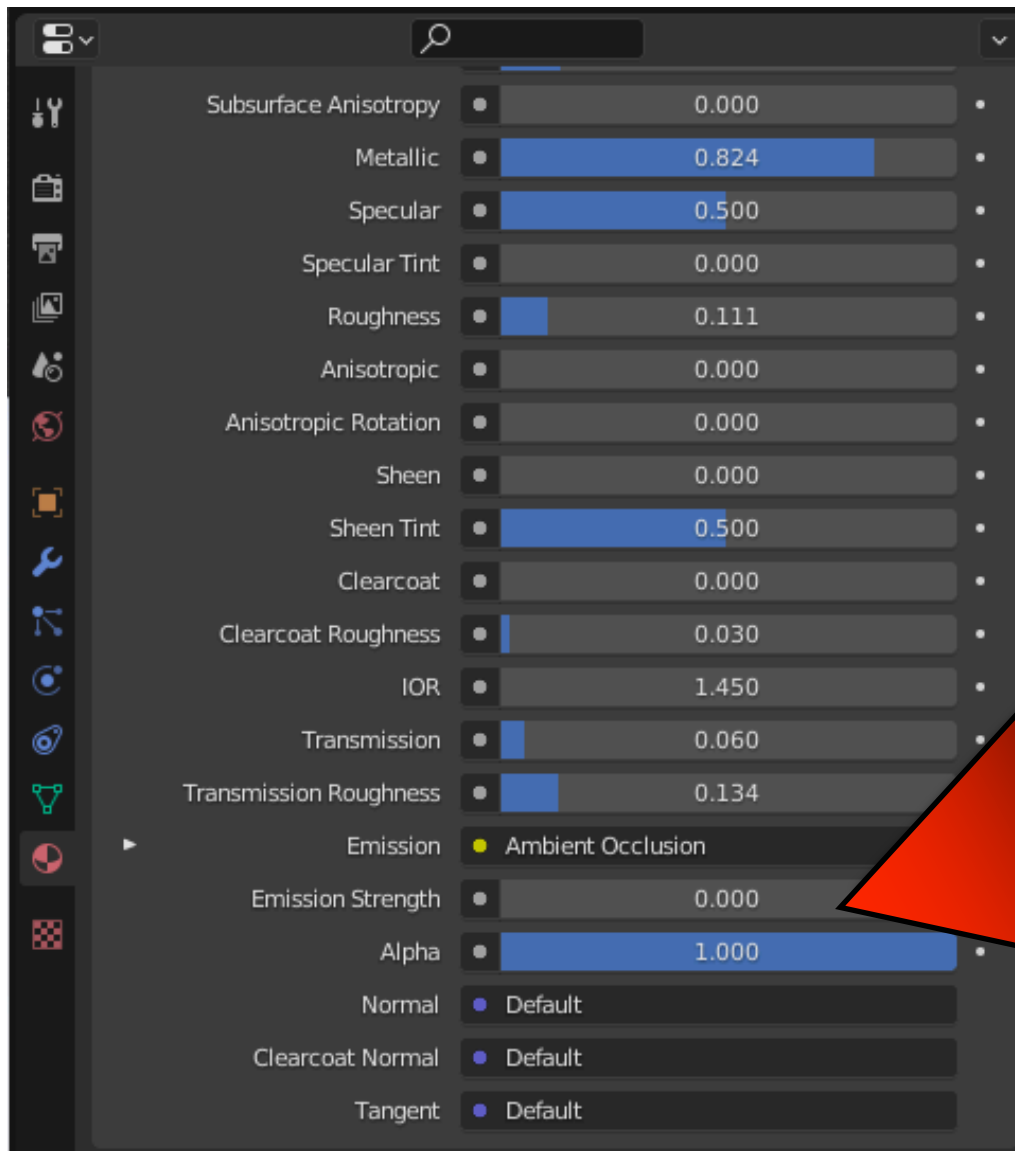 Subsurface Anisotropy 0.000
Metallic 0.824
Specular 0.500
Specular Tint 0.000
Roughness 0.111
Anisotropic 0.000
Anisotropic Rotation 0.000
Sheen 0.000
Sheen Tint 0.500
Clearcoat 0.000
Clearcoat Roughness 0.030
IOR 1.450
Transmission 0.060
Transmission Roughness 0.134
Emission Ambient Occlusion
Emission Strength 0.000
Alpha 1.000
Normal Default
Clearcoat Normal Default
Tangent Default